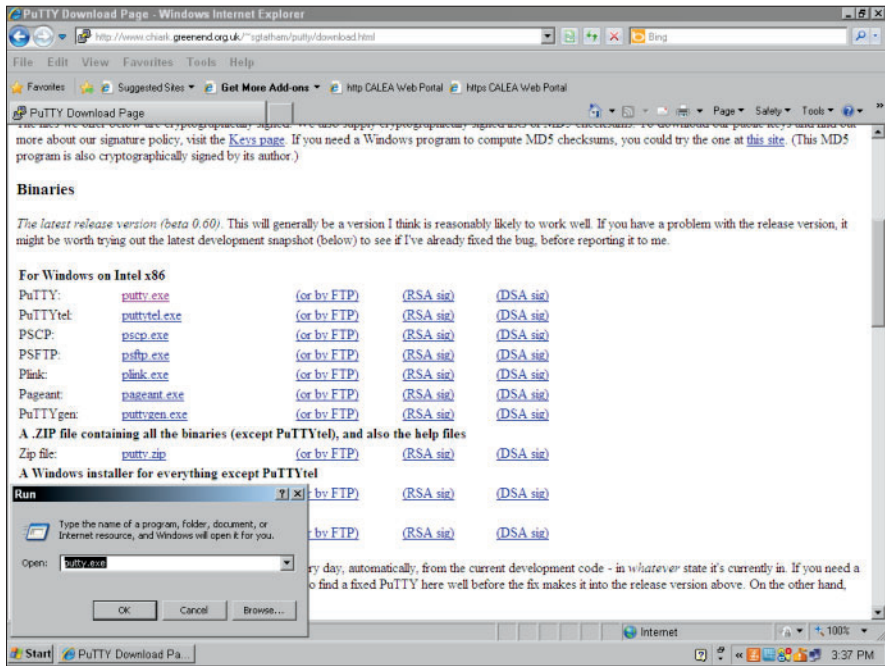 PuTTY Download Page - Windows Internet Explorer
http://www.chiark.greenend.org.uk/~sgtatham/putty/download.html
Bing
File Edit View Favorites Tools Help
Favorites Suggested Sites Get More Add-ons http CALEA Web Portal https CALEA Web Portal
PuTTY Download Page
Page Safety Tools
more about our signature policy, visit the Keys page. If you need a Windows program to compute MD5 checksums, you could try the one at this site. (This MD5
program is also cryptographically signed by its author.)
Binaries
The latest release version (beta 0.60). This will generally be a version I think is reasonably likely to work well. If you have a problem with the release version, it
might be worth trying out the latest development snapshot (below) to see if I've already fixed the bug, before reporting it to me.
For Windows on Intel x86
PuTTY: putty.exe (or by FTP) (RSA sig) (DSA sig)
PuTTYtel: puttytel.exe (or by FTP) (RSA sig) (DSA sig)
PSCP: pscp.exe (or by FTP) (RSA sig) (DSA sig)
PSFTP: psftp.exe (or by FTP) (RSA sig) (DSA sig)
Plink: plink.exe (or by FTP) (RSA sig) (DSA sig)
Pageant: pageant.exe (or by FTP) (RSA sig) (DSA sig)
PuTTYgen: puttygen.exe (or by FTP) (RSA sig) (DSA sig)
A .ZIP file containing all the binaries (except PuTTYtel), and also the help files
Zip file: putty.zip (or by FTP) (RSA sig) (DSA sig)
A Windows installer for everything except PuTTYtel
r by FTP) (RSA sig) (DSA sig)
r by FTP) (RSA sig) (DSA sig)
ry day, automatically, from the current development code - in whatever state it's currently in. If you need a
o find a fixed PuTTY here well before the fix makes it into the release version above. On the other hand,
Run
Type the name of a program, folder, document, or
Internet resource, and Windows will open it for you.
Open: putty.exe
OK Cancel Browse...
Internet 100%
Start PuTTY Download Pa... 3:37 PM